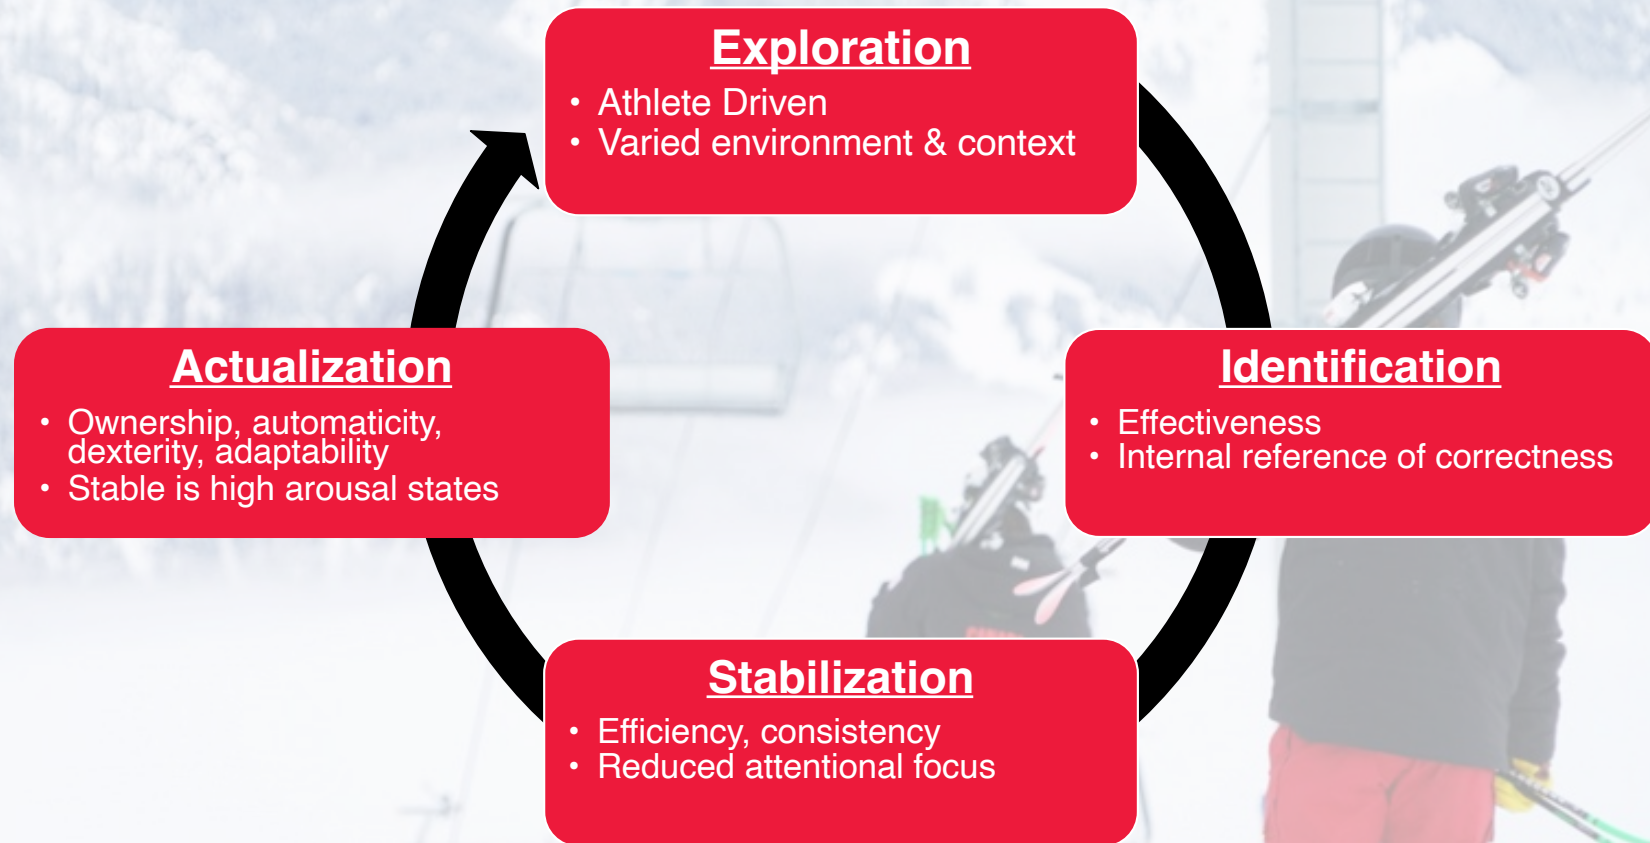 Exploration
• Athlete Driven
• Varied environment & context
Actualization
• Ownership, automaticity,
dexterity, adaptability
• Stable is high arousal states
Identification
• Effectiveness
• Internal reference of correctness
Stabilization
• Efficiency, consistency
• Reduced attentional focus